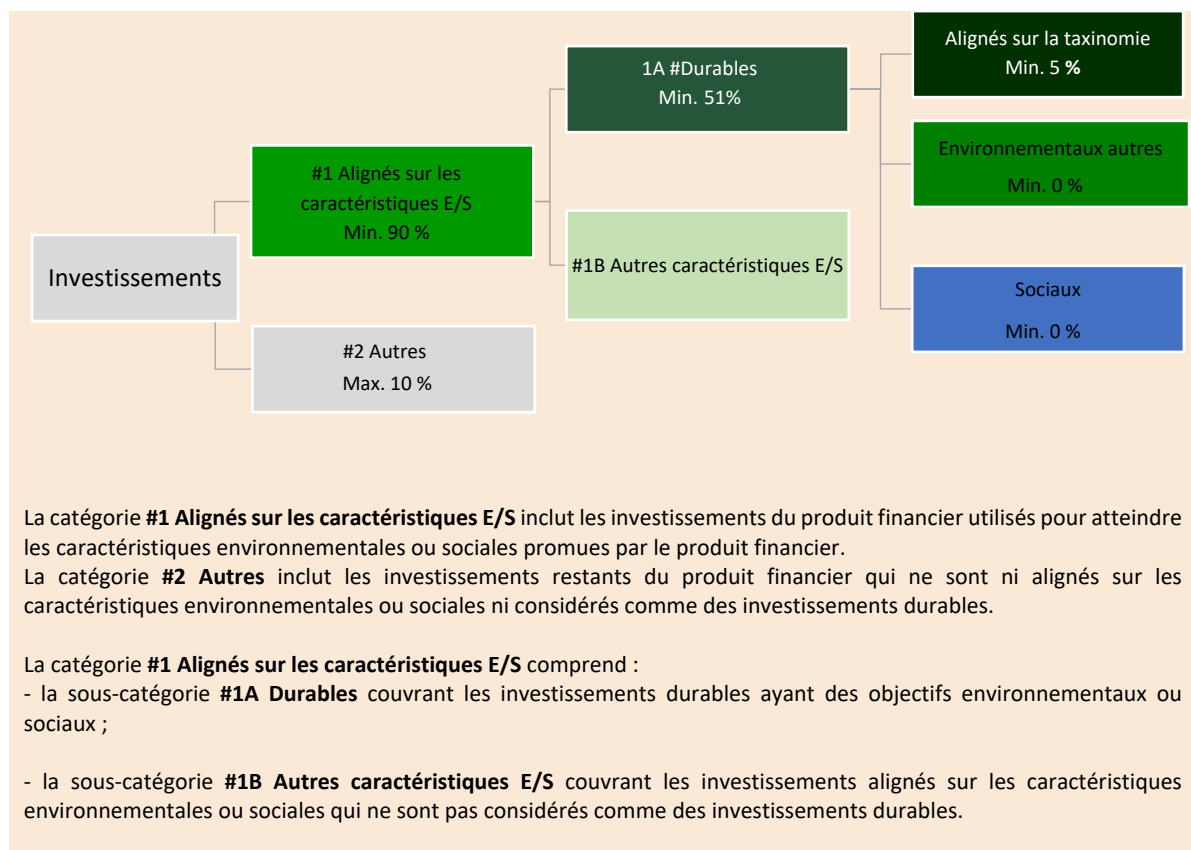 Investissements
#1 Alignés sur les
caractéristiques E/S
Min. 90 %
#2 Autres
Max. 10 %
1A #Durables
Min. 51%
#1B Autres caractéristiques E/S
Alignés sur la taxinomie
Min. 5 %
Environnementaux autres
Min. 0 %
Sociaux
Min. 0 %
La catégorie #1 Alignés sur les caractéristiques E/S inclut les investissements du produit financier utilisés pour atteindre
les caractéristiques environnementales ou sociales promues par le produit financier.
La catégorie #2 Autres inclut les investissements restants du produit financier qui ne sont ni alignés sur les
caractéristiques environnementales ou sociales ni considérés comme des investissements durables.
La catégorie #1 Alignés sur les caractéristiques E/S comprend :
- la sous-catégorie #1A Durables couvrant les investissements durables ayant des objectifs environnementaux ou
sociaux ;
- la sous-catégorie #1B Autres caractéristiques E/S couvrant les investissements alignés sur les caractéristiques
environnementales ou sociales qui ne sont pas considérés comme des investissements durables.